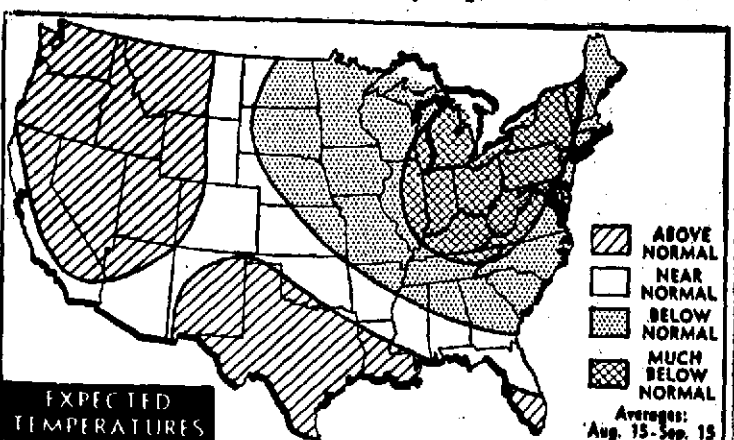 ABOVE
NORMAL
NEAR
NORMAL
BELOW
NORMAL
MUCH
BELOW
NORMAL
Averages:
Aug. 15-Sep. 15
EXPECTED
TEMPERATURES